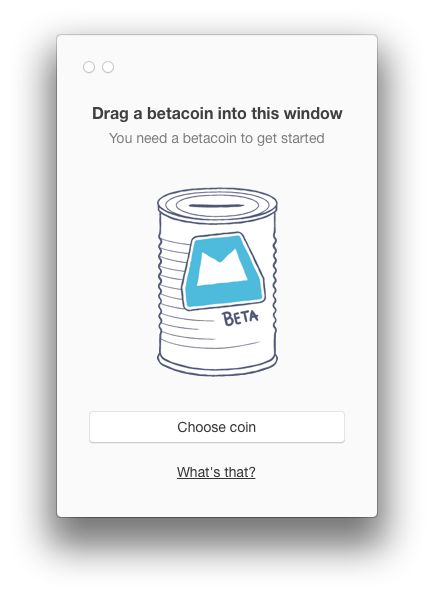 Drag a betacoin into this window
You need a betacoin to get started
BETA
Choose coin
What's that?